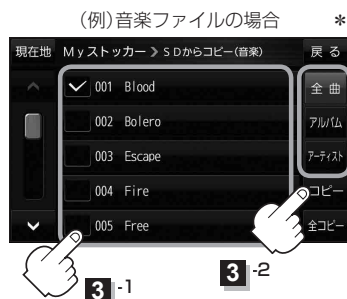 (例)音楽ファイルの場合 *
現在地 Myストッカー 》SDからコピー(音楽) 戻る
001 Blood
全曲
002 Bolero
アルバム
003 Escape
アーティスト
004 Fire
コピー
005 Free
全コピー
3 -1
3 -2